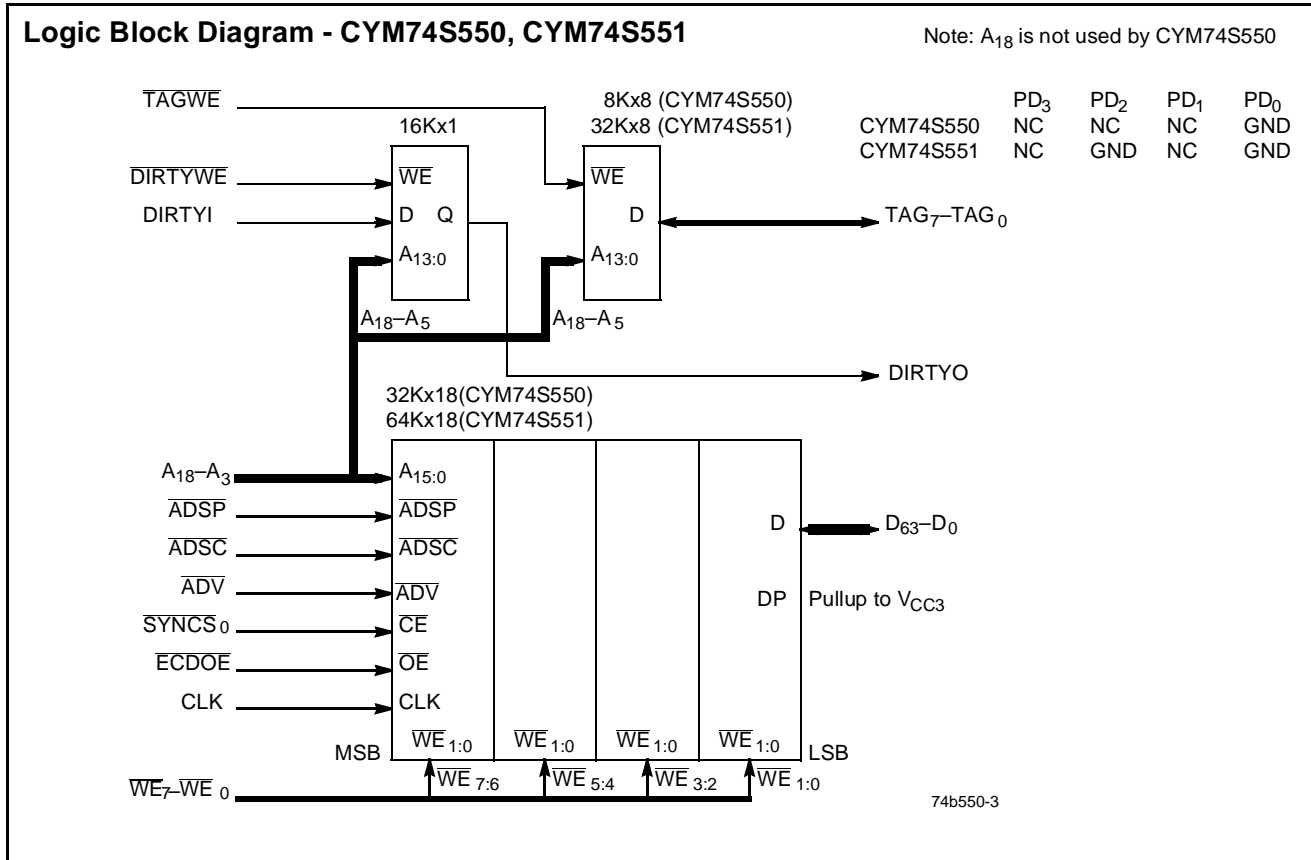 Logic Block Diagram - CYM74S550, CYM74S551
Note: A18 is not used by CYM74S550
TAGWE
8Kx8 (CYM74S550)
PD3 PD2 PD1 PD0
16Kx1
32Kx8 (CYM74S551)
CYM74S550 NC NC NC GND
CYM74S551 NC GND NC GND
DIRTYWE
WE
WE
DIRTYI
D Q
D
TAG7–TAG0
A13:0
A13:0
A18–A5
A18–A5
DIRTYO
32Kx18(CYM74S550)
64Kx18(CYM74S551)
A18–A3
A15:0
ADSP
ADSP
D
D63–D0
ADSC
ADSC
ADV
ADV
DP
Pullup to VCC3
SYNCS0
CE
ECDOE
OE
CLK
CLK
MSB
WE1:0
WE1:0
WE1:0
WE1:0
LSB
WE7:6
WE5:4
WE3:2
WE1:0
WE7–WE0
74b550-3